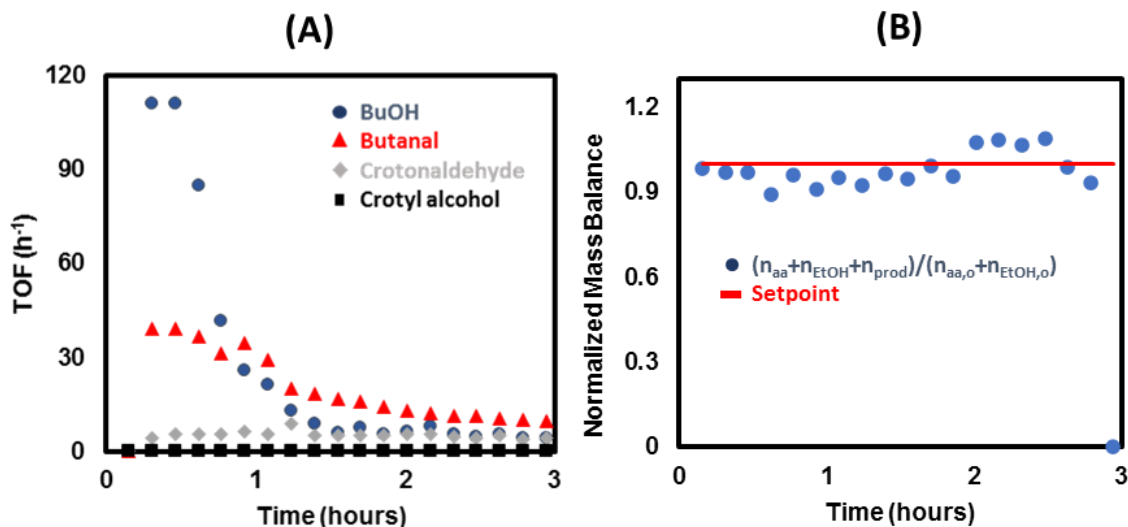 (A)
120
90
60
30
0
TOF (h⁻¹)
BuOH
Butanal
Crotonaldehyde
Crotyl alcohol
0 1 2 3
Time (hours)
(B)
1.2
0.9
0.6
0.3
0
Normalized Mass Balance
(n_aa+n_EtOH+n_prod)/(n_aa,o+n_EtOH,o)
Setpoint
0 1 2 3
Time (hours)